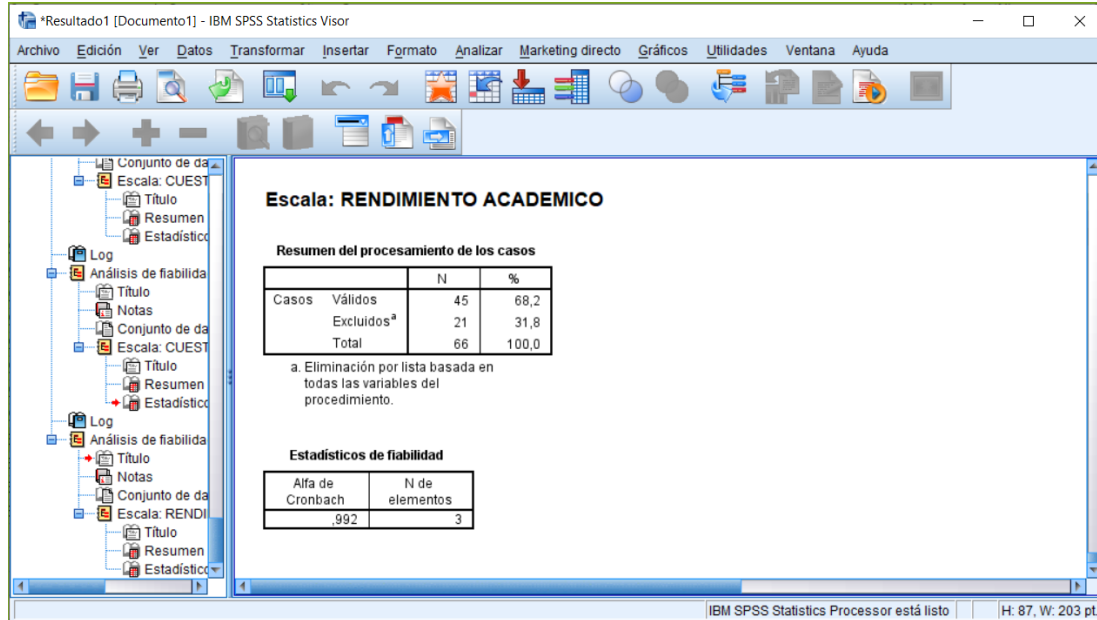 *Resultado1 [Documento1] - IBM SPSS Statistics Visor
Archivo Edición Ver Datos Transformar Insertar Formato Analizar Marketing directo Gráficos Utilidades Ventana Ayuda
Conjunto de da
Escala: CUEST
Título
Resumen
Estadístico
Log
Análisis de fiabilida
Título
Notas
Conjunto de da
Escala: CUEST
Título
Resumen
Estadístico
Log
Análisis de fiabilida
Título
Notas
Conjunto de da
Escala: RENDI
Título
Resumen
Estadístico
Escala: RENDIMIENTO ACADEMICO
Resumen del procesamiento de los casos
N %
Casos Válidos 45 68,2
Excluidosa 21 31,8
Total 66 100,0
a. Eliminación por lista basada en
todas las variables del
procedimiento.
Estadísticos de fiabilidad
Alfa de Cronbach N de elementos
,992 3
IBM SPSS Statistics Processor está listo H: 87, W: 203 pt.